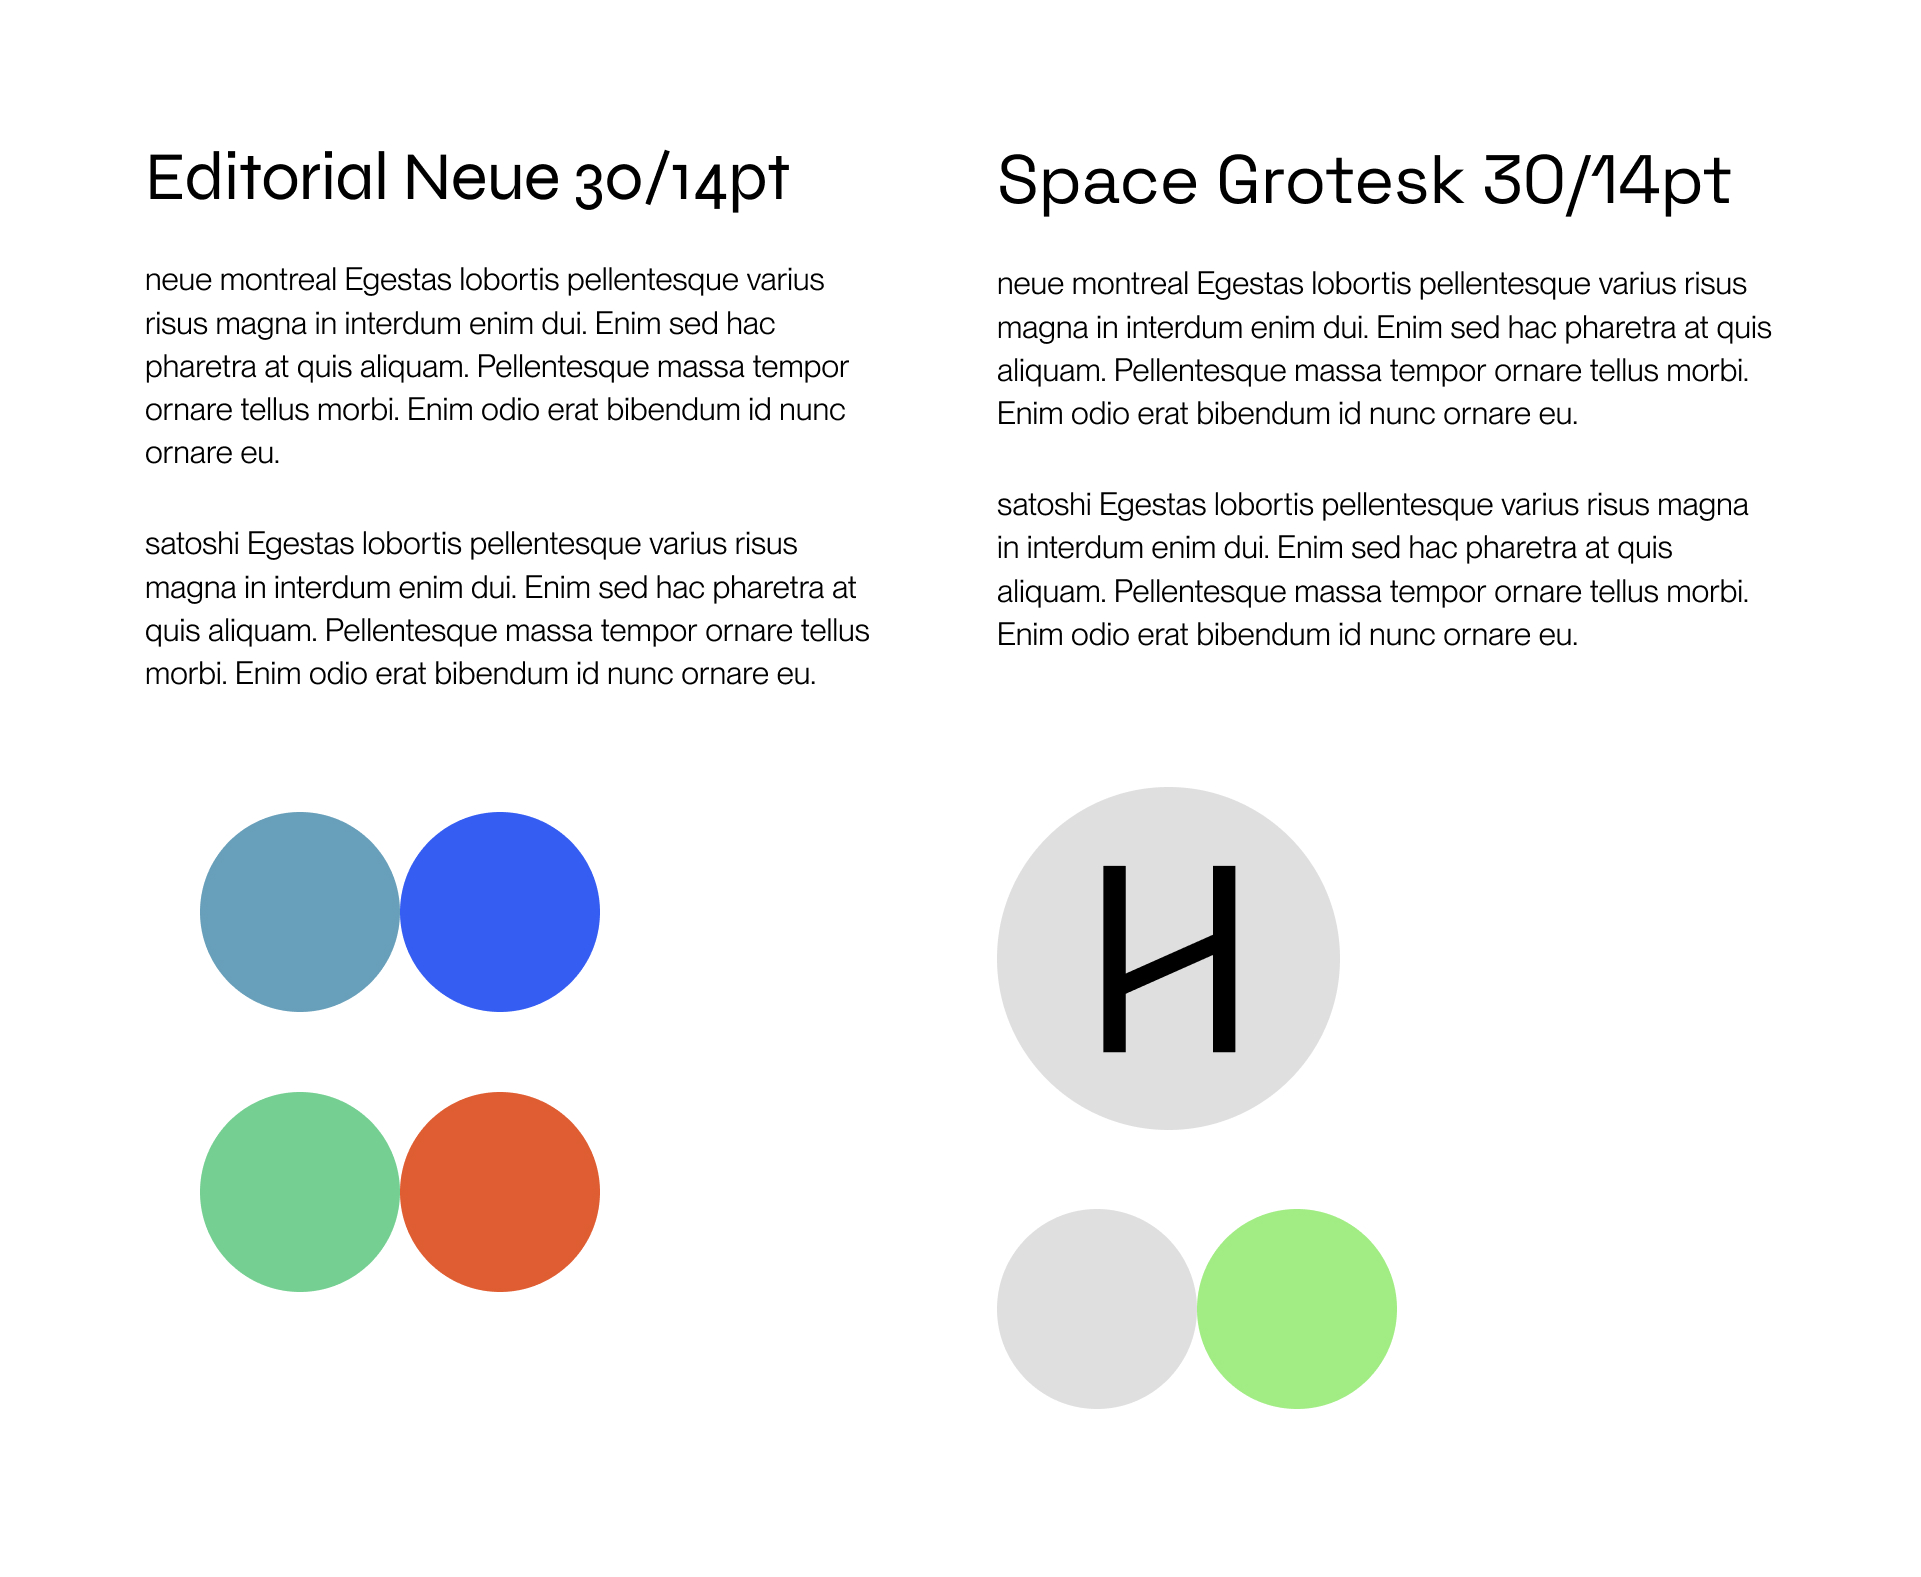 Editorial Neue 30/14pt
neue montreal Egestas lobortis pellentesque varius
risus magna in interdum enim dui. Enim sed hac
pharetra at quis aliquam. Pellentesque massa tempor
ornare tellus morbi. Enim odio erat bibendum id nunc
ornare eu.
satoshi Egestas lobortis pellentesque varius risus
magna in interdum enim dui. Enim sed hac pharetra at
quis aliquam. Pellentesque massa tempor ornare tellus
morbi. Enim odio erat bibendum id nunc ornare eu.
Space Grotesk 30/14pt
neue montreal Egestas lobortis pellentesque varius risus
magna in interdum enim dui. Enim sed hac pharetra at quis
aliquam. Pellentesque massa tempor ornare tellus morbi.
Enim odio erat bibendum id nunc ornare eu.
satoshi Egestas lobortis pellentesque varius risus magna
in interdum enim dui. Enim sed hac pharetra at quis
aliquam. Pellentesque massa tempor ornare tellus morbi.
Enim odio erat bibendum id nunc ornare eu.
H